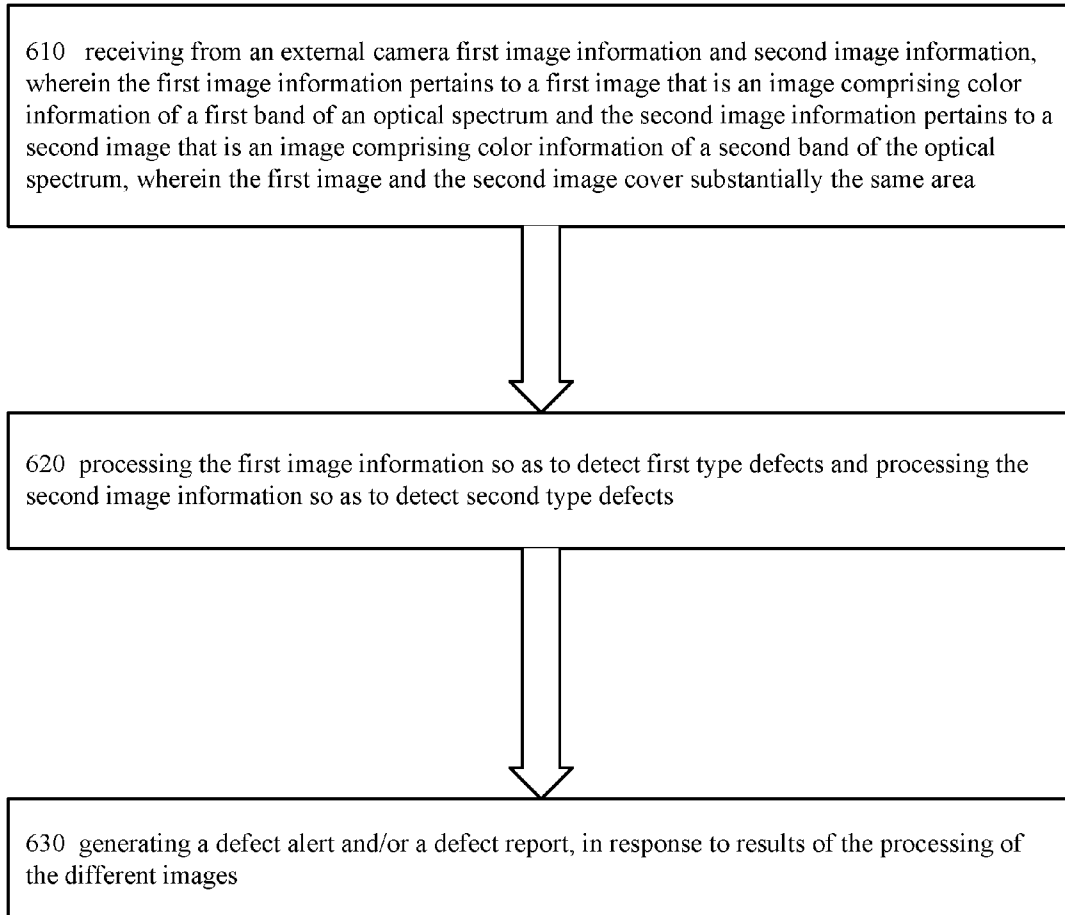 610 receiving from an external camera first image information and second image information,
wherein the first image information pertains to a first image that is an image comprising color
information of a first band of an optical spectrum and the second image information pertains to a
second image that is an image comprising color information of a second band of the optical
spectrum, wherein the first image and the second image cover substantially the same area
620 processing the first image information so as to detect first type defects and processing the
second image information so as to detect second type defects
630 generating a defect alert and/or a defect report, in response to results of the processing of
the different images